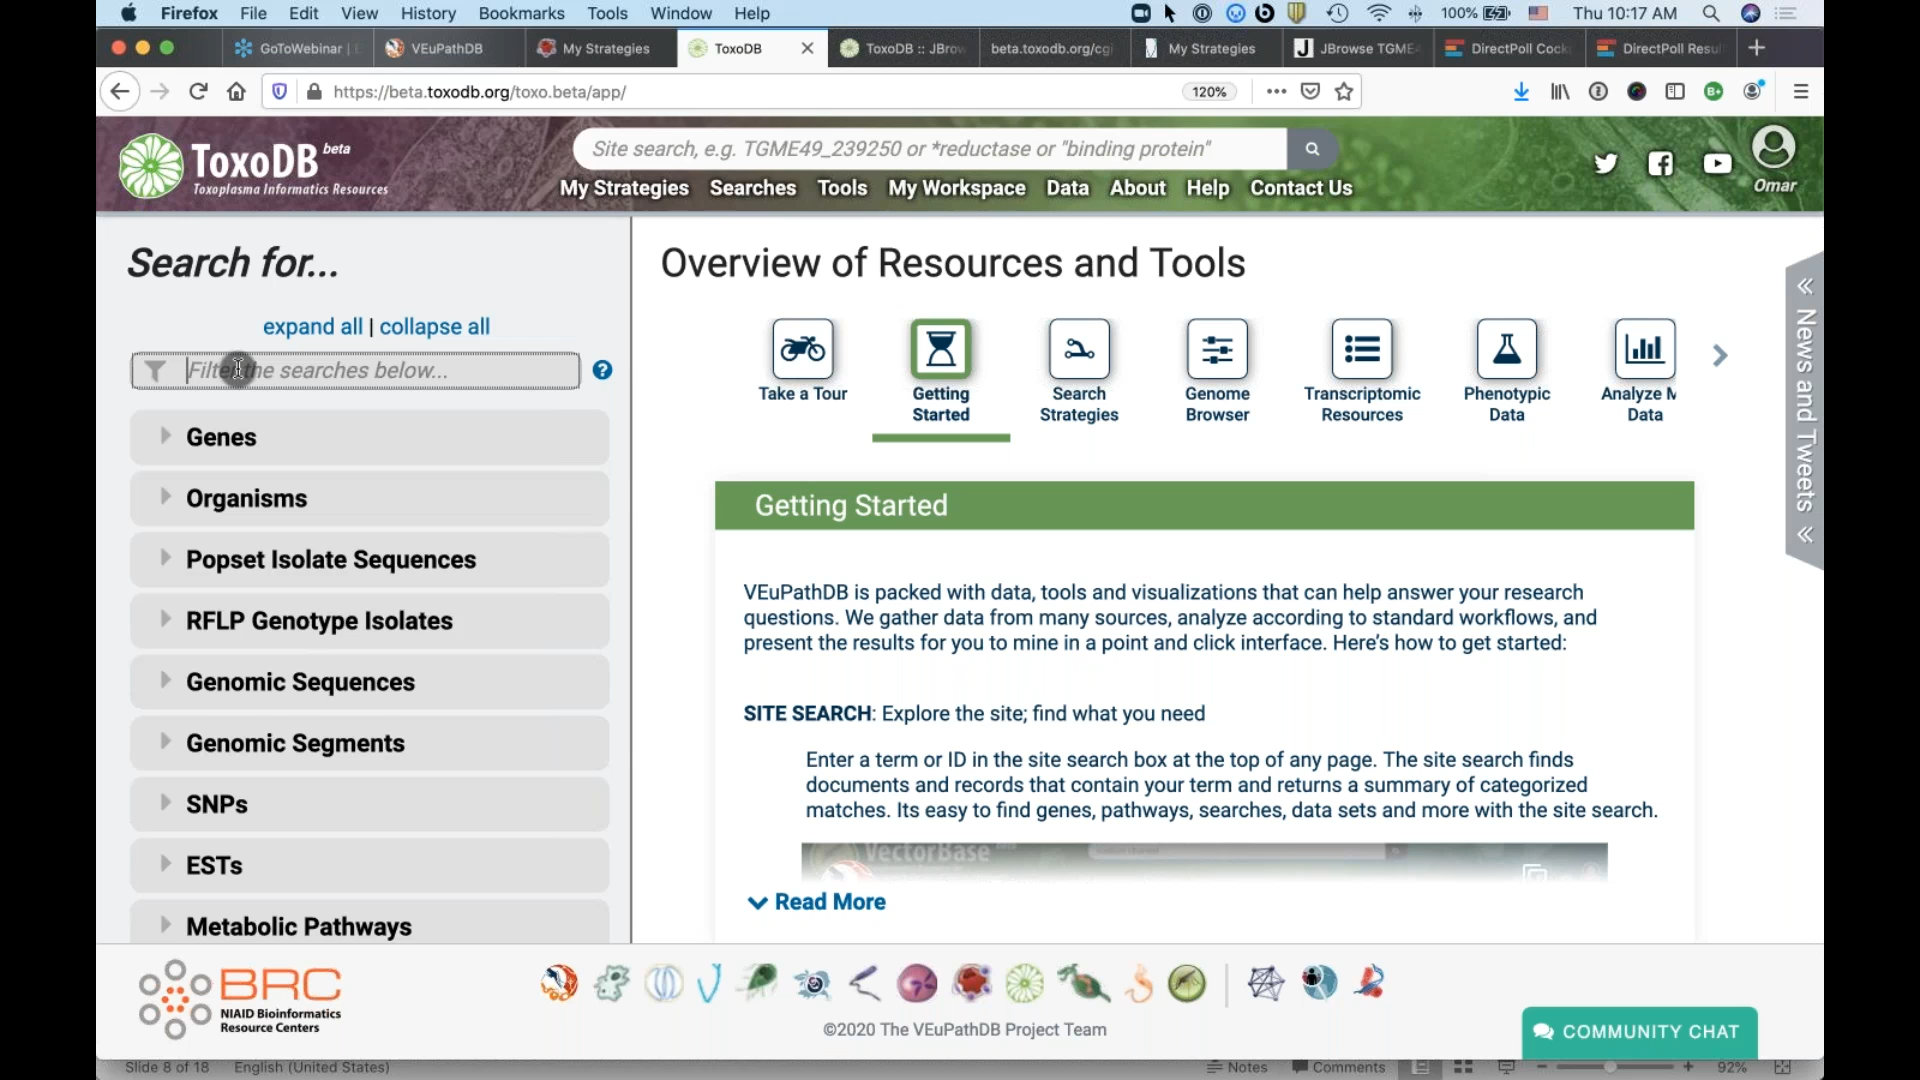 Firefox File Edit View History Bookmarks Tools Window Help 100% Thu 10:17 AM
GoToWebinar | VEuPathDB My Strategies ToxoDB ToxoDB :: JBrow beta.toxodb.org/cgi My Strategies JBrowse TGME4 DirectPoll Cock DirectPoll Resul
https://beta.toxodb.org/toxo.beta/app/ 120%
ToxoDB beta
Toxoplasma Informatics Resources
Site search, e.g. TGME49_239250 or *reductase or "binding protein"
My Strategies Searches Tools My Workspace Data About Help Contact Us
Omar
Search for...
expand all | collapse all
Filter the searches below...
Genes
Organisms
Popset Isolate Sequences
RFLP Genotype Isolates
Genomic Sequences
Genomic Segments
SNPs
ESTs
Metabolic Pathways
Overview of Resources and Tools
Take a Tour
Getting Started
Search Strategies
Genome Browser
Transcriptomic Resources
Phenotypic Data
Analyze M Data
News and Tweets
Getting Started
VEuPathDB is packed with data, tools and visualizations that can help answer your research
questions. We gather data from many sources, analyze according to standard workflows, and
present the results for you to mine in a point and click interface. Here's how to get started:
SITE SEARCH: Explore the site; find what you need
Enter a term or ID in the site search box at the top of any page. The site search finds
documents and records that contain your term and returns a summary of categorized
matches. Its easy to find genes, pathways, searches, data sets and more with the site search.
VectorBase
Read More
BRC
NIAID Bioinformatics
Resource Centers
©2020 The VEuPathDB Project Team
COMMUNITY CHAT
Slide 8 of 18 English (United States) Notes Comments 92%